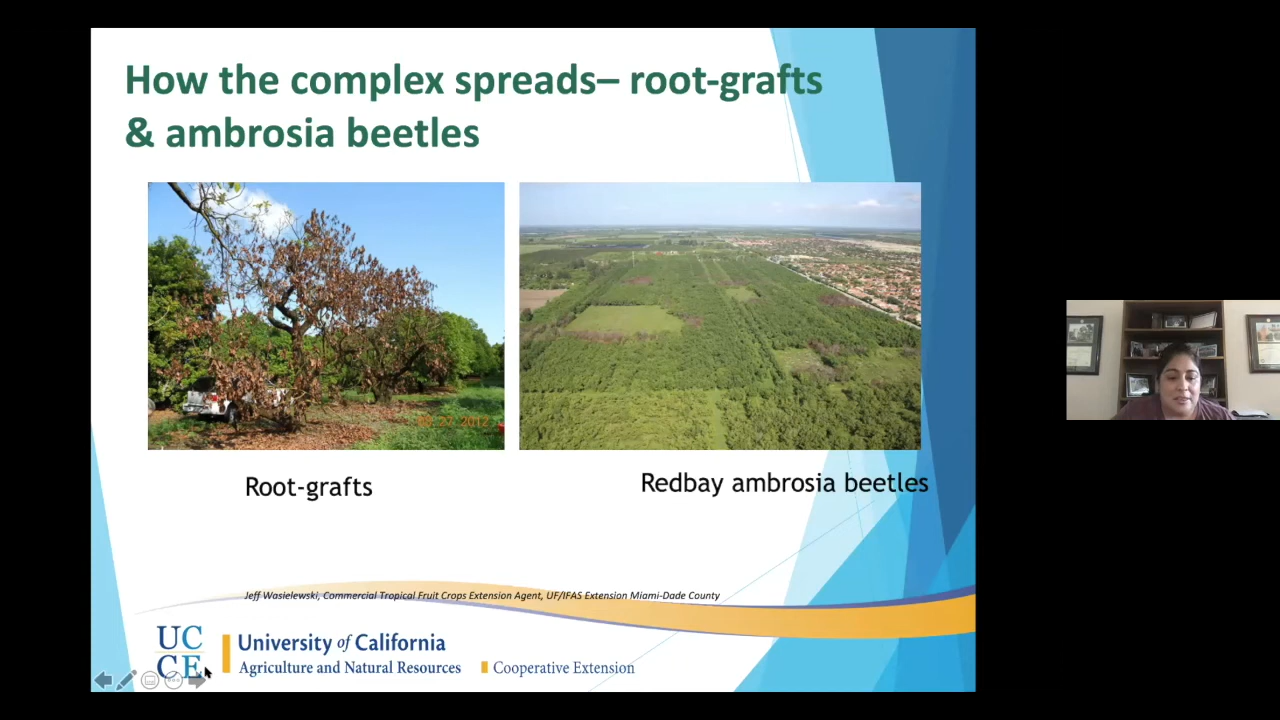 How the complex spreads– root-grafts
& ambrosia beetles
Root-grafts
Redbay ambrosia beetles
Jeff Wasielewski, Commercial Tropical Fruit Crops Extension Agent, UF/IFAS Extension Miami-Dade County
UC
CE
University of California
Agriculture and Natural Resources
Cooperative Extension